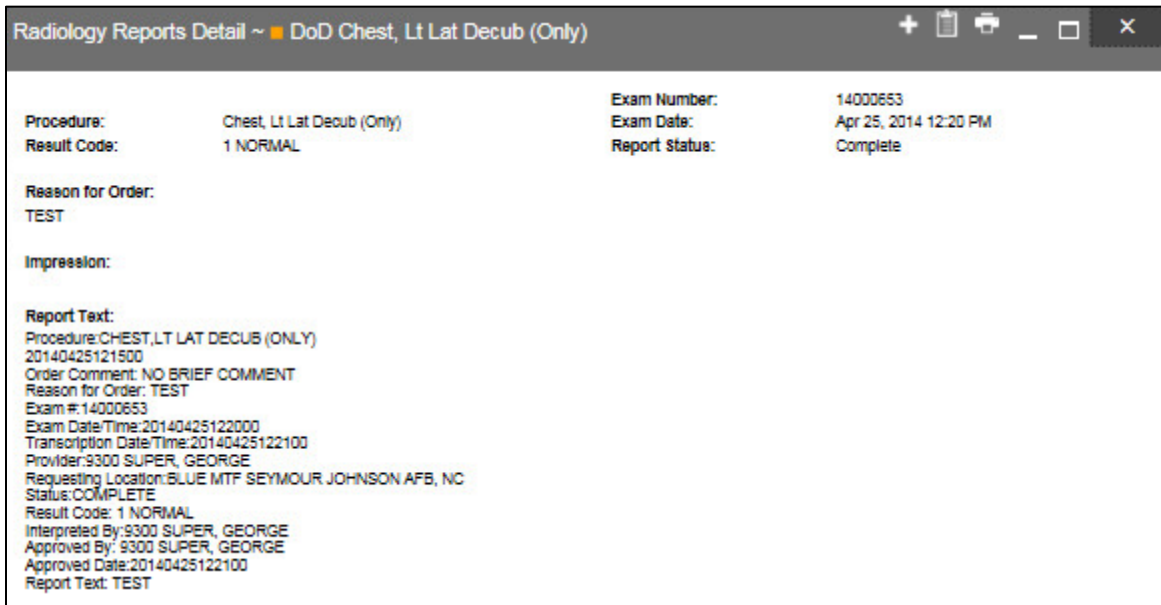 Radiology Reports Detail ~ DoD Chest, Lt Lat Decub (Only)
Exam Number: 14000653
Procedure: Chest, Lt Lat Decub (Only) Exam Date: Apr 25, 2014 12:20 PM
Result Code: 1 NORMAL Report Status: Complete
Reason for Order:
TEST
Impression:
Report Text:
Procedure:CHEST,LT LAT DECUB (ONLY)
20140425121500
Order Comment: NO BRIEF COMMENT
Reason for Order: TEST
Exam #:14000653
Exam Date/Time:20140425122000
Transcription Date/Time:20140425122100
Provider:9300 SUPER, GEORGE
Requesting Location:BLUE MTF SEYMOUR JOHNSON AFB, NC
Status:COMPLETE
Result Code: 1 NORMAL
Interpreted By:9300 SUPER, GEORGE
Approved By: 9300 SUPER, GEORGE
Approved Date:20140425122100
Report Text: TEST